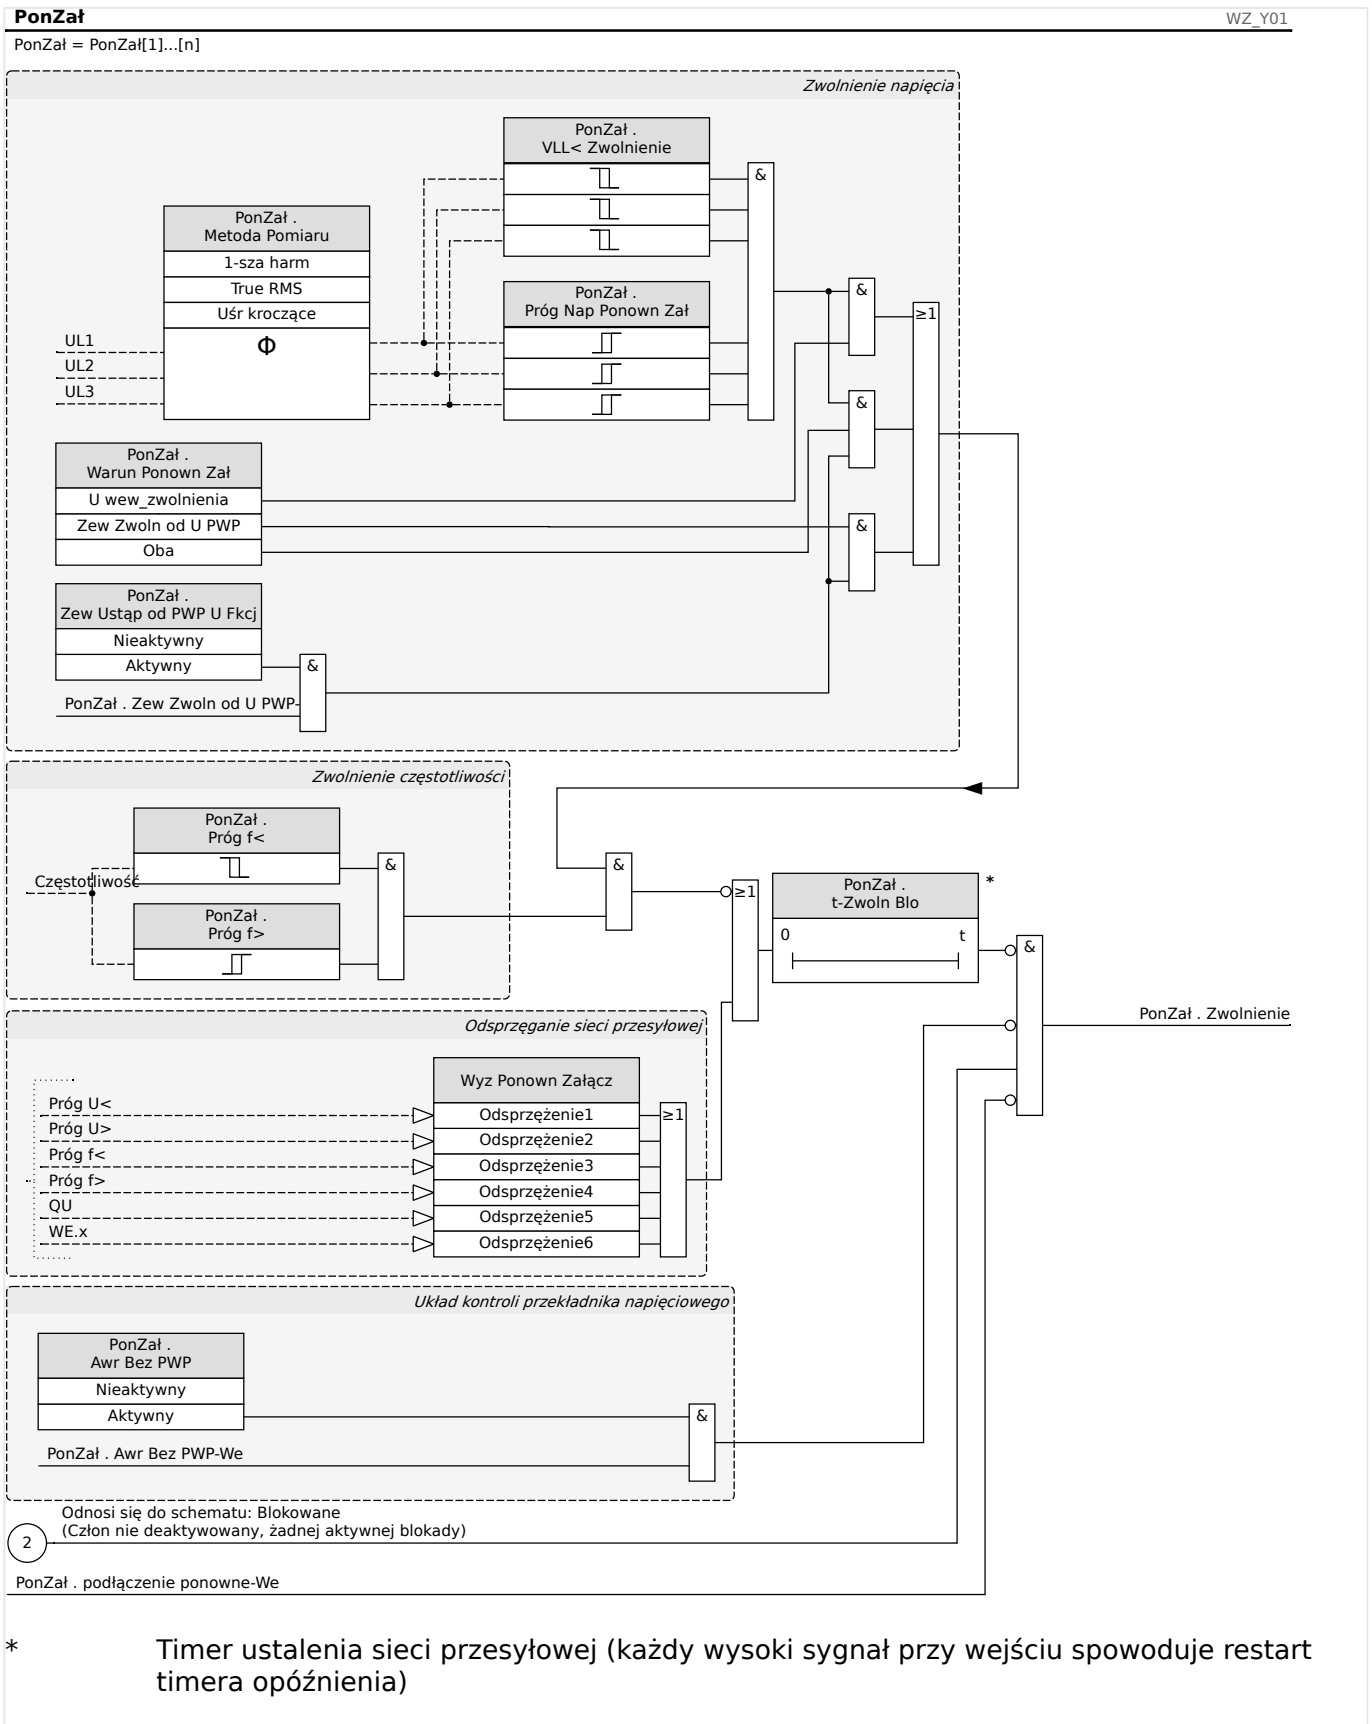 PonZał
WZ_Y01
PonZał = PonZał[1]...[n]
Zwolnienie napięcia
PonZał .
VLL< Zwolnienie
&
PonZał .
Metoda Pomiaru
1-sza harm
True RMS
Uśr kroczące
Φ
UL1
UL2
UL3
PonZał .
Próg Nap Ponown Zał
&
≥1
&
PonZał .
Warun Ponown Zał
U wew_zwolnienia
Zew Zwoln od U PWP
Oba
&
PonZał .
Zew Ustąp od PWP U Fkcj
Nieaktywny
Aktywny
&
PonZał . Zew Zwoln od U PWP-
Zwolnienie częstotliwości
PonZał .
Próg f<
&
Częstotliwość
PonZał .
Próg f>
&
≥1
PonZał .
t-Zwoln Blo
*
0 t
&
PonZał . Zwolnienie
Odsprzęganie sieci przesyłowej
Wyz Ponown Załącz
Próg U<
Odsprzężenie1
≥1
Próg U>
Odsprzężenie2
Próg f<
Odsprzężenie3
Próg f>
Odsprzężenie4
QU
Odsprzężenie5
WE.x
Odsprzężenie6
Układ kontroli przekładnika napięciowego
PonZał .
Awr Bez PWP
Nieaktywny
Aktywny
&
PonZał . Awr Bez PWP-We
Odnosi się do schematu: Blokowane
(Człon nie deaktywowany, żadnej aktywnej blokady)
2
PonZał . podłączenie ponowne-We
* Timer ustalenia sieci przesyłowej (każdy wysoki sygnał przy wejściu spowoduje restart
timera opóźnienia)